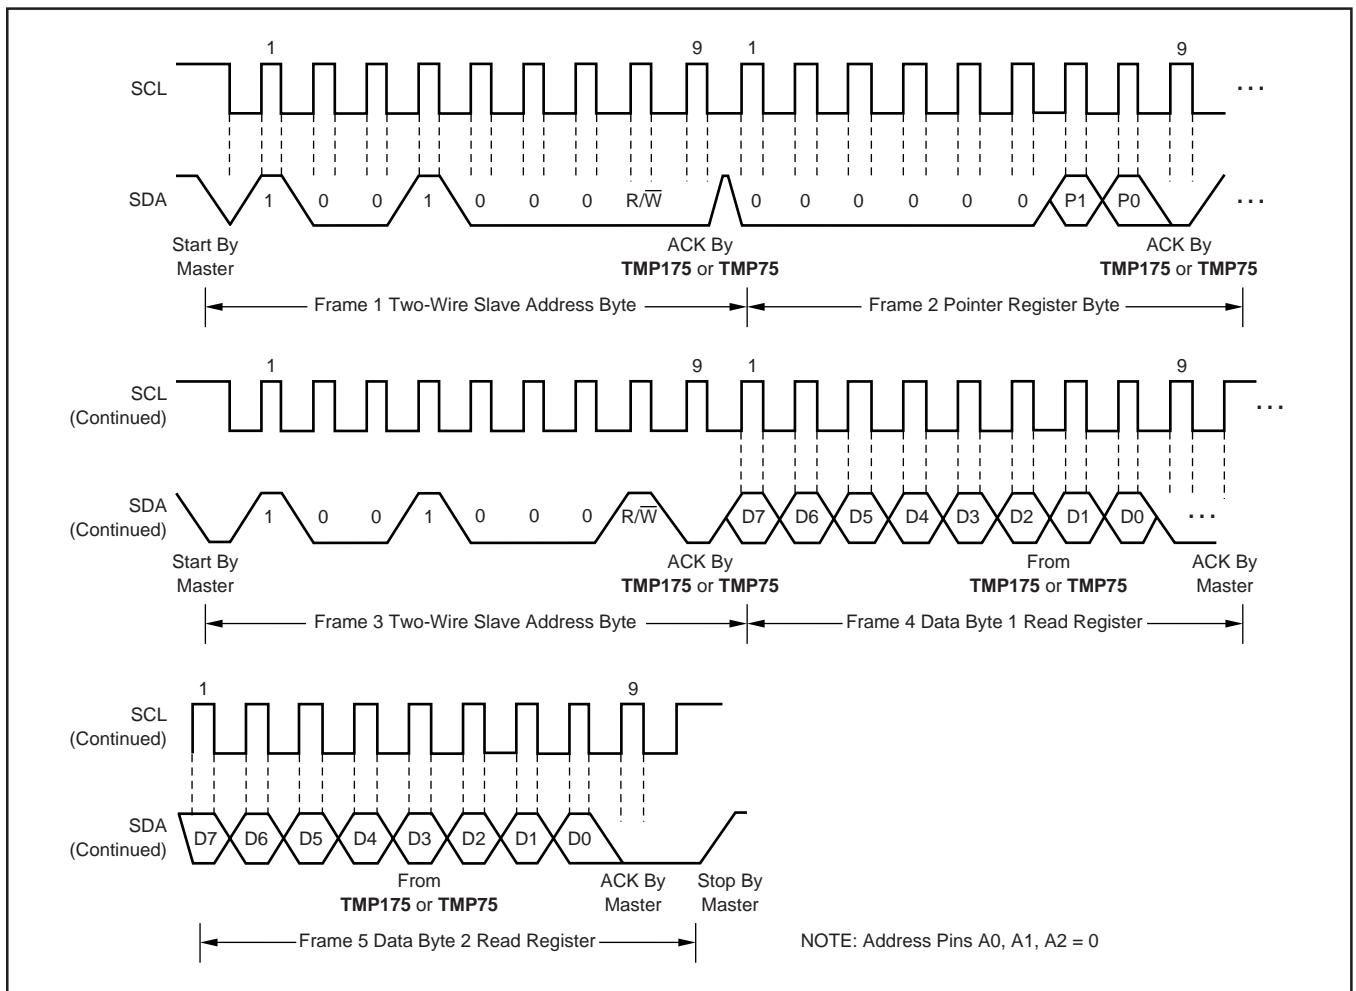 1 9 1 9
SCL ...
SDA 1 0 0 1 0 0 0 R/W̅ 0 0 0 0 0 0 P1 P0 ...
Start By ACK By ACK By
Master TMP175 or TMP75 TMP175 or TMP75
Frame 1 Two-Wire Slave Address Byte Frame 2 Pointer Register Byte
1 9 1 9
SCL
(Continued) ...
SDA
(Continued) 1 0 0 1 0 0 0 R/W̅ D7 D6 D5 D4 D3 D2 D1 D0 ...
Start By ACK By From ACK By
Master TMP175 or TMP75 TMP175 or TMP75 Master
Frame 3 Two-Wire Slave Address Byte Frame 4 Data Byte 1 Read Register
1 9
SCL
(Continued)
SDA
(Continued) D7 D6 D5 D4 D3 D2 D1 D0
From ACK By Stop By
TMP175 or TMP75 Master Master
Frame 5 Data Byte 2 Read Register NOTE: Address Pins A0, A1, A2 = 0